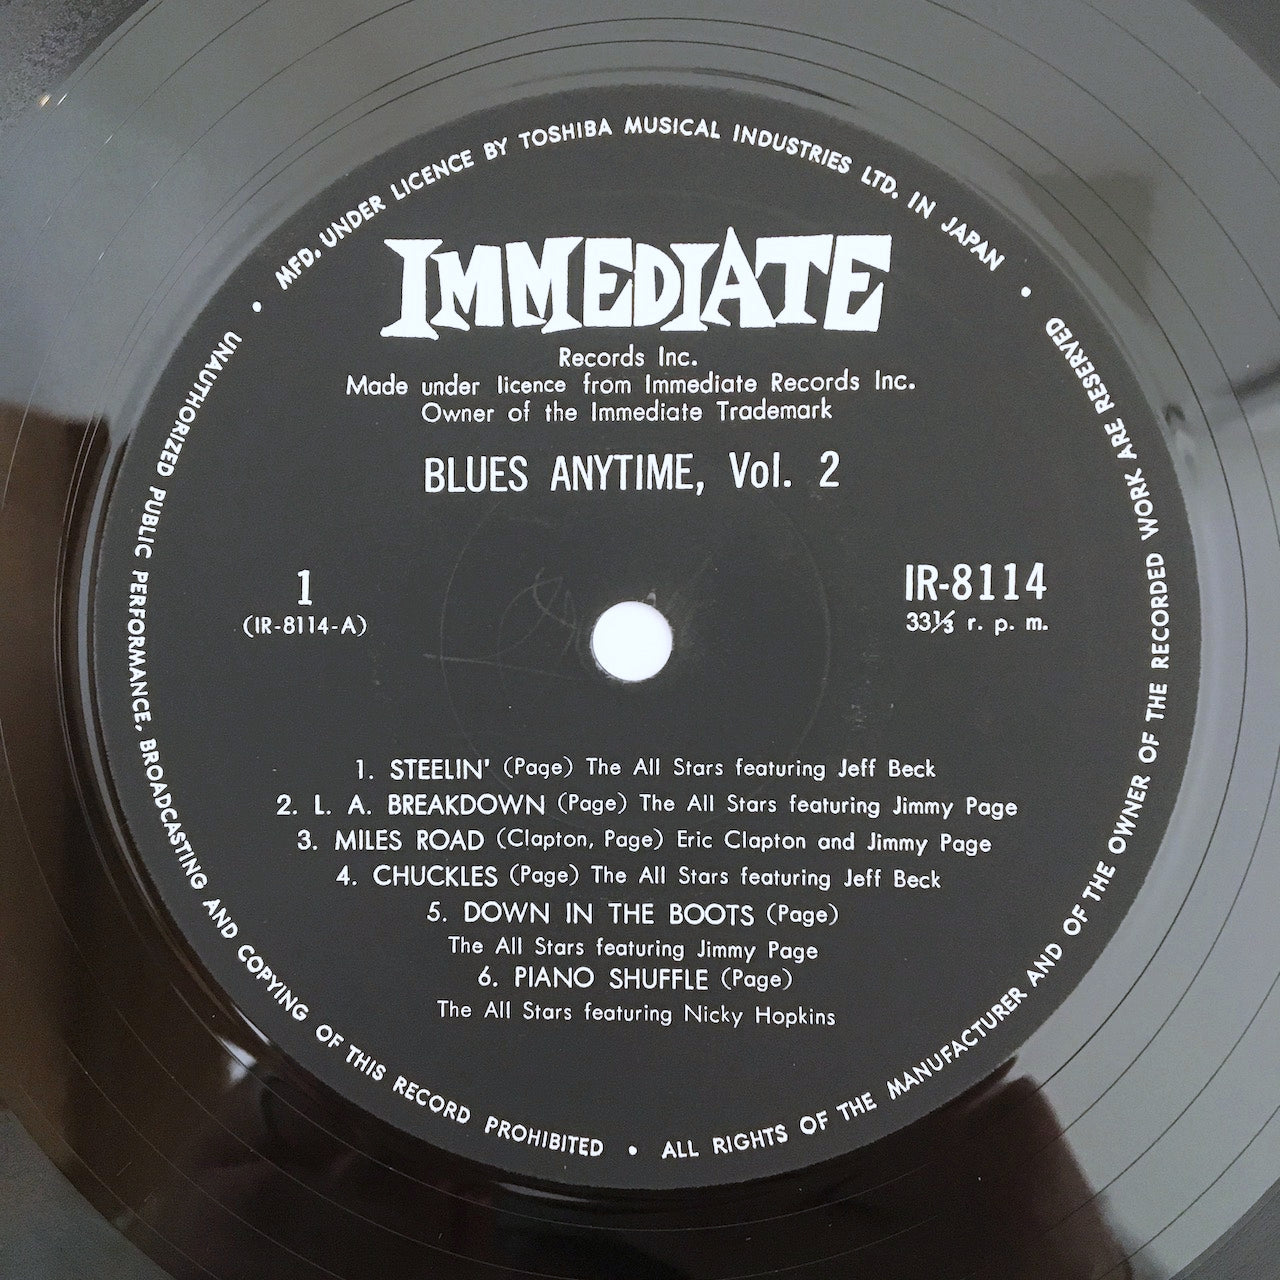 MFD. UNDER LICENCE BY TOSHIBA MUSICAL INDUSTRIES LTD. IN JAPAN
IMMEDIATE
Records Inc.
Made under licence from Immediate Records Inc.
Owner of the Immediate Trademark
BLUES ANYTIME, Vol. 2
1
(IR-8114-A)
IR-8114
33⅓ r. p. m.
1. STEELIN' (Page) The All Stars featuring Jeff Beck
2. L. A. BREAKDOWN (Page) The All Stars featuring Jimmy Page
3. MILES ROAD (Clapton, Page) Eric Clapton and Jimmy Page
4. CHUCKLES (Page) The All Stars featuring Jeff Beck
5. DOWN IN THE BOOTS (Page)
The All Stars featuring Jimmy Page
6. PIANO SHUFFLE (Page)
The All Stars featuring Nicky Hopkins
• ALL RIGHTS OF THE MANUFACTURER AND OF THE OWNER OF THE RECORDED WORK ARE RESERVED •
• UNAUTHORIZED PUBLIC PERFORMANCE, BROADCASTING AND COPYING OF THIS RECORD PROHIBITED